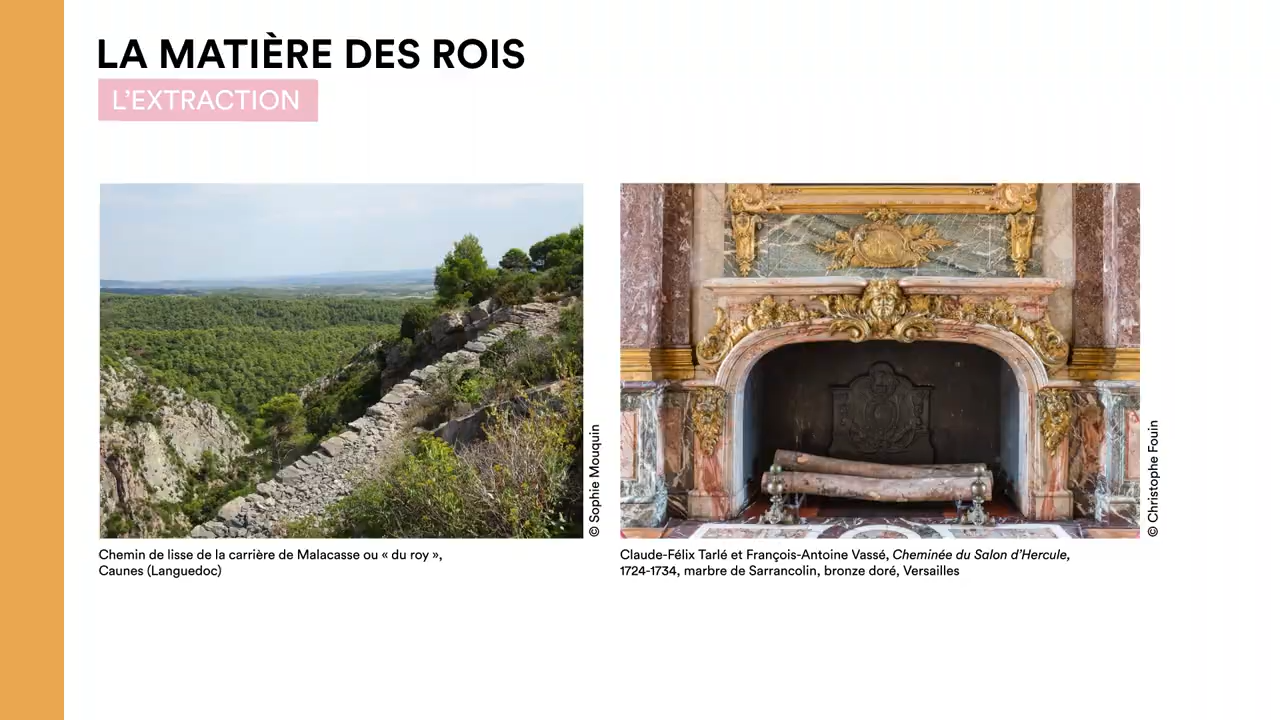 LA MATIÈRE DES ROIS
L’EXTRACTION
© Sophie Mouquin
Chemin de lisse de la carrière de Malacasse ou « du roy »,
Caunes (Languedoc)
© Christophe Fouin
Claude-Félix Tarlé et François-Antoine Vassé, Cheminée du Salon d’Hercule,
1724-1734, marbre de Sarrancolin, bronze doré, Versailles